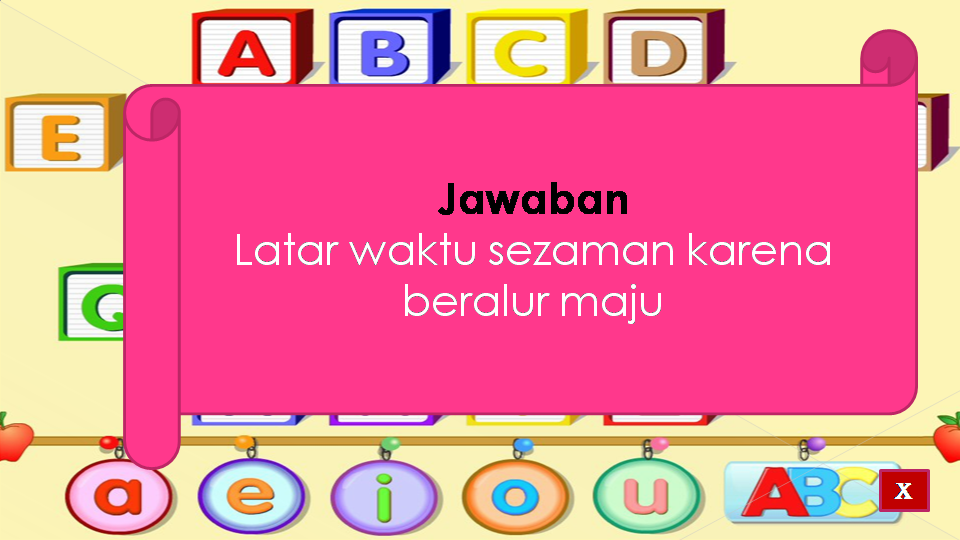 A B C D
E
Jawaban
Latar waktu sezaman karena
beralur maju
a e i o u ABC
X